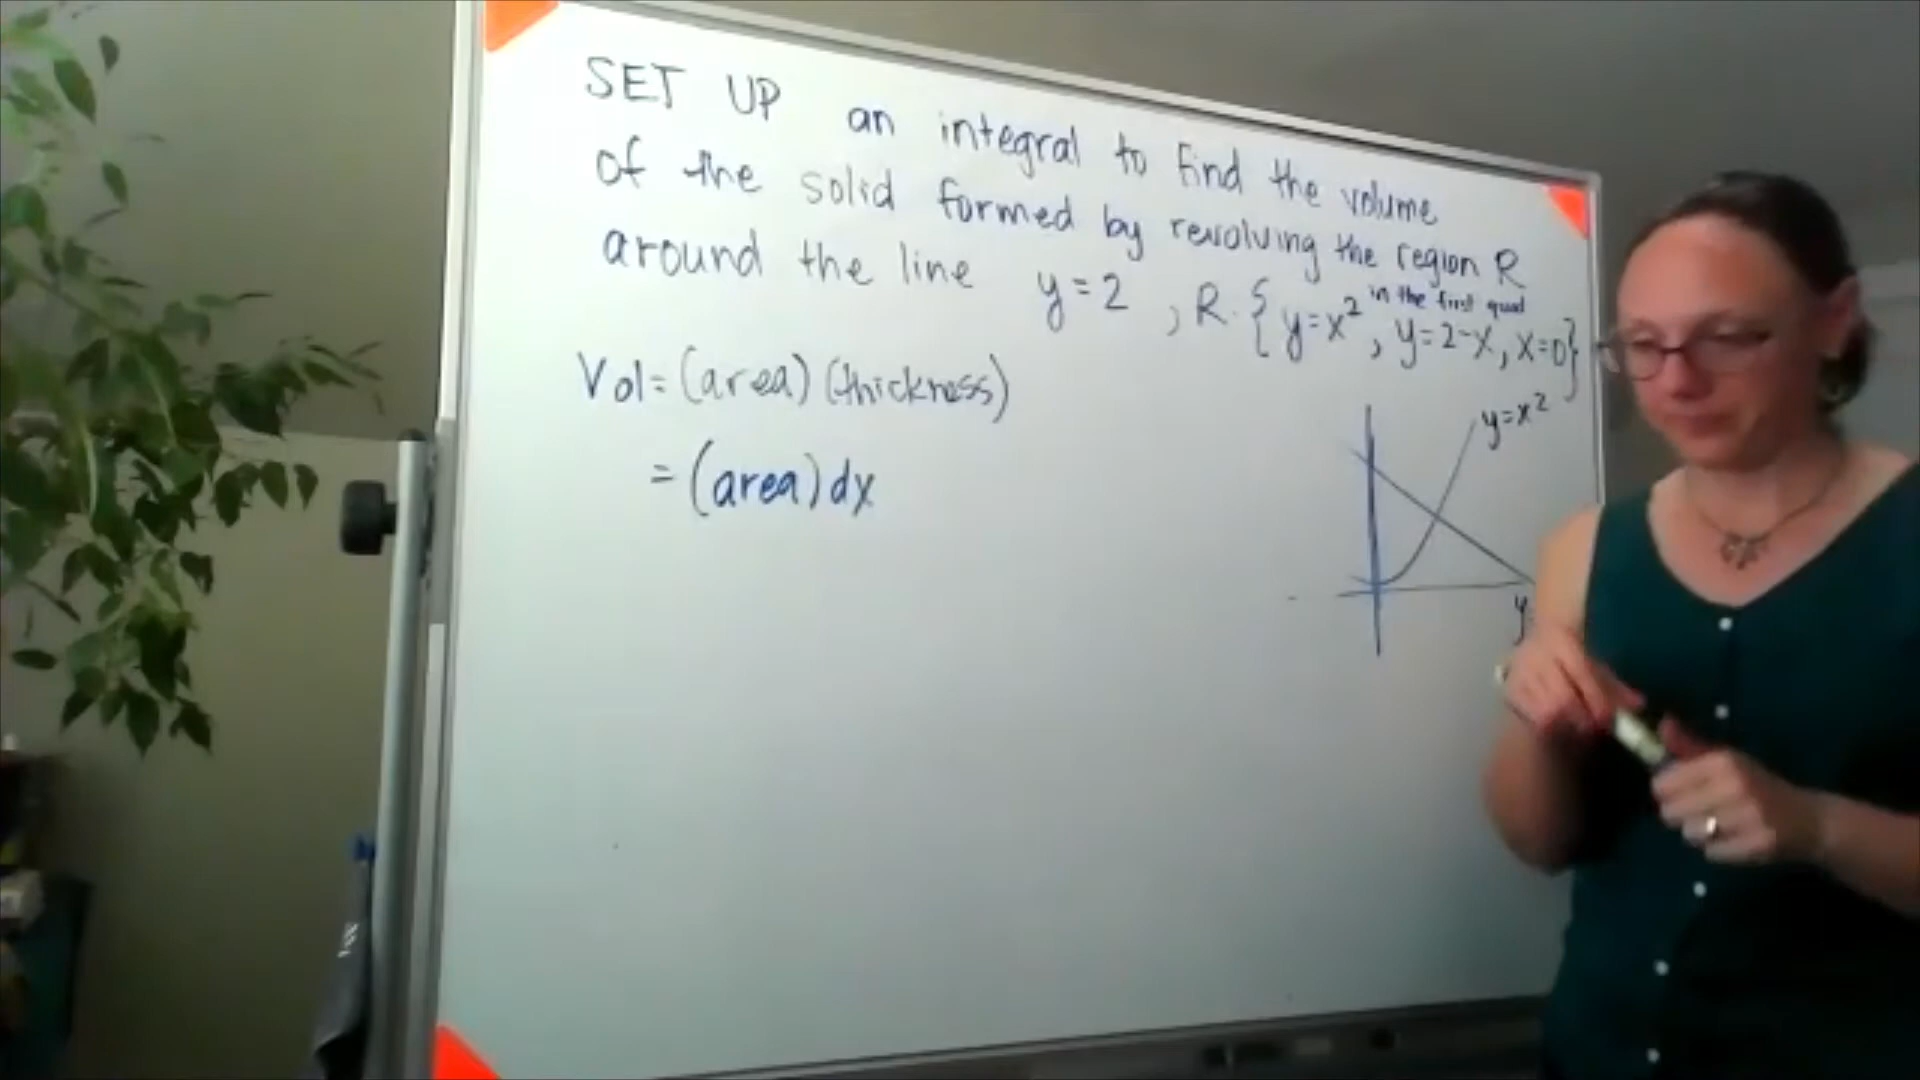 SET UP an integral to find the volume
of the solid formed by revolving the region R
around the line y=2, R: {y=x², y=2-x, x=0}
in the first quad
Vol=(area)(thickness)
=(area)dx
y=x²
y